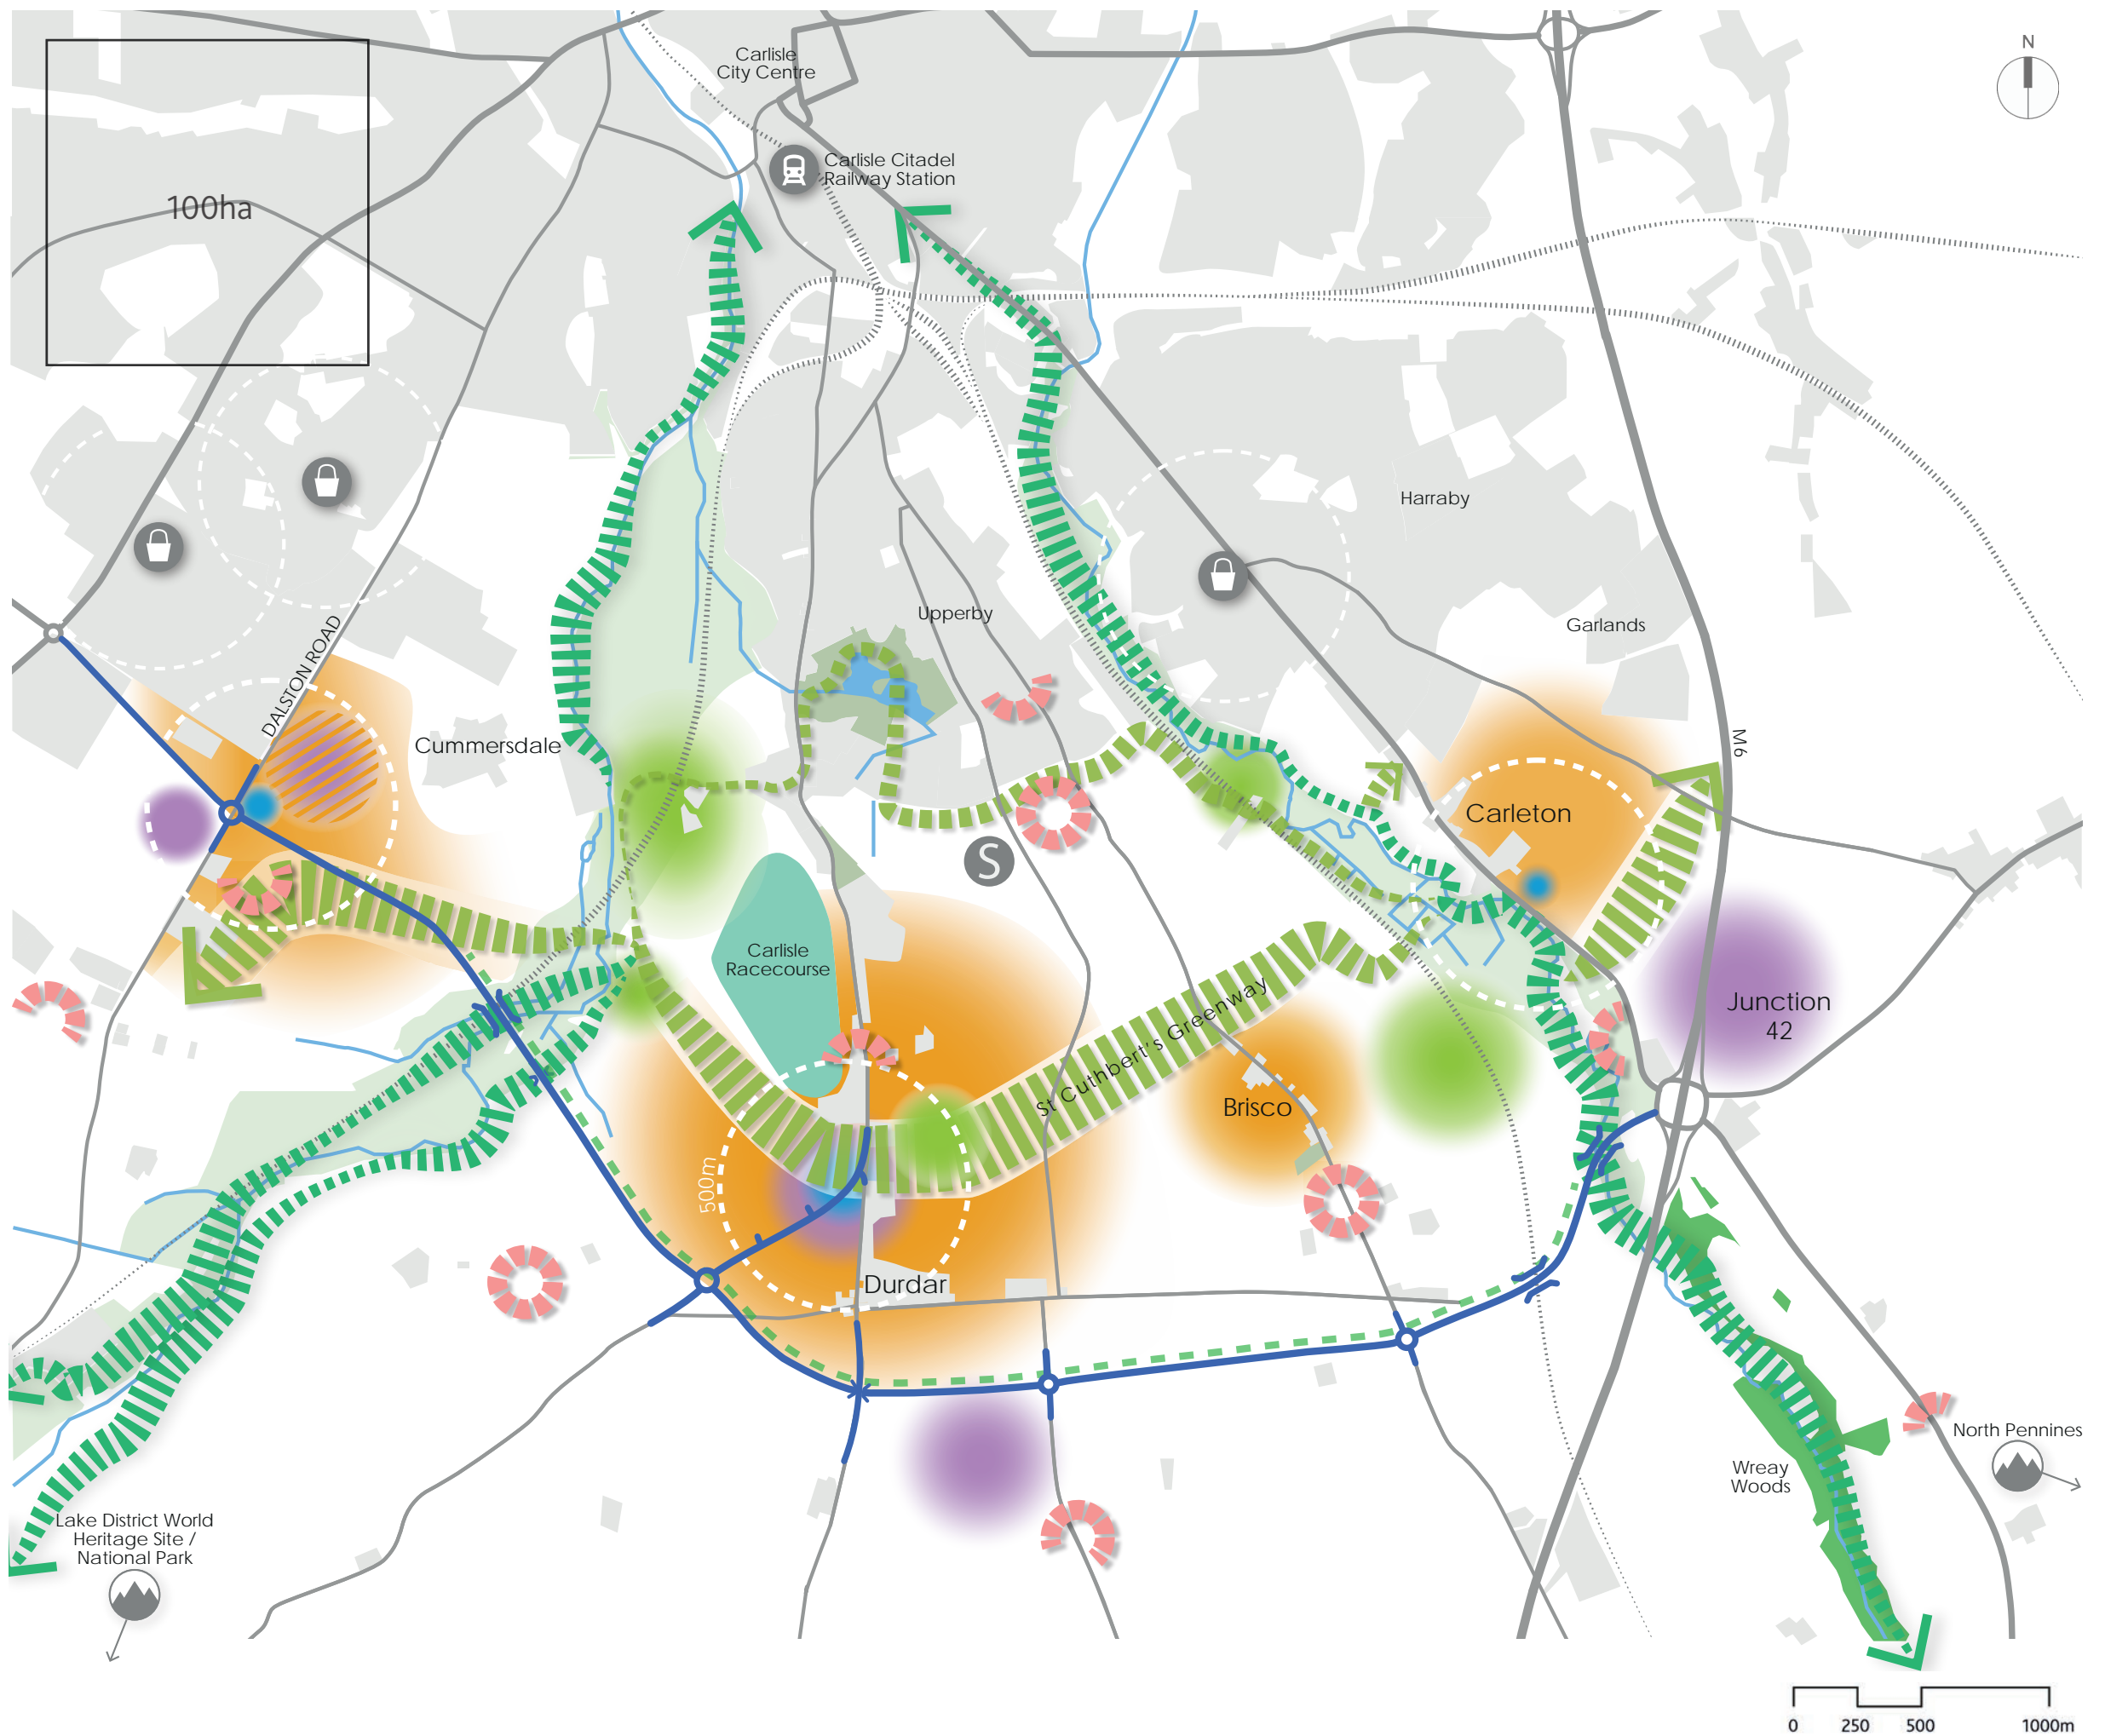 N
Carlisle
City Centre
Carlisle Citadel
Railway Station
100ha
Harraby
Upperby
Garlands
DALSTON ROAD
Cummersdale
M6
Carleton
S
Carlisle
Racecourse
Junction
42
St Cuthbert's Greenway
Brisco
500m
Durdar
North Pennines
Wreay
Woods
Lake District World
Heritage Site /
National Park
0 250 500 1000m